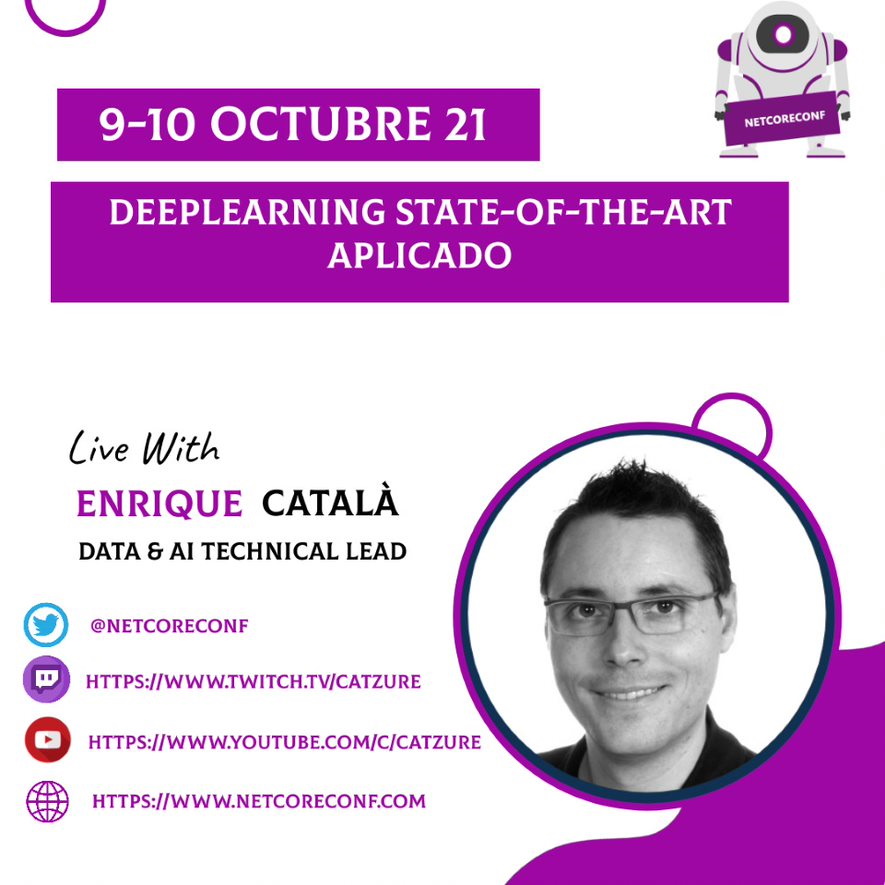 NETCORECONF
9-10 OCTUBRE 21
DEEPLEARNING STATE-OF-THE-ART
APLICADO
Live With
ENRIQUE CATALÀ
DATA & AI TECHNICAL LEAD
@NETCORECONF
HTTPS://WWW.TWITCH.TV/CATZURE
HTTPS://WWW.YOUTUBE.COM/C/CATZURE
HTTPS://WWW.NETCORECONF.COM